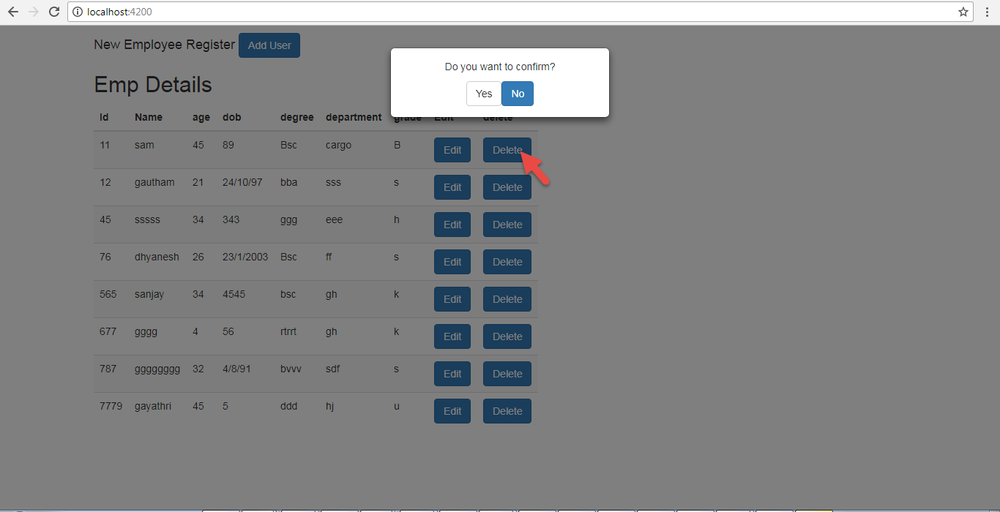 localhost:4200
New Employee Register Add User
Do you want to confirm?
Yes No
Emp Details
Id Name age dob degree department grade Edit delete
11 sam 45 89 Bsc cargo B Edit Delete
12 gautham 21 24/10/97 bba sss s Edit Delete
45 sssss 34 343 ggg eee h Edit Delete
76 dhyanesh 26 23/1/2003 Bsc ff s Edit Delete
565 sanjay 34 4545 bsc gh k Edit Delete
677 gggg 4 56 rtrrt gh k Edit Delete
787 gggggggg 32 4/8/91 bvvv sdf s Edit Delete
7779 gayathri 45 5 ddd hj u Edit Delete